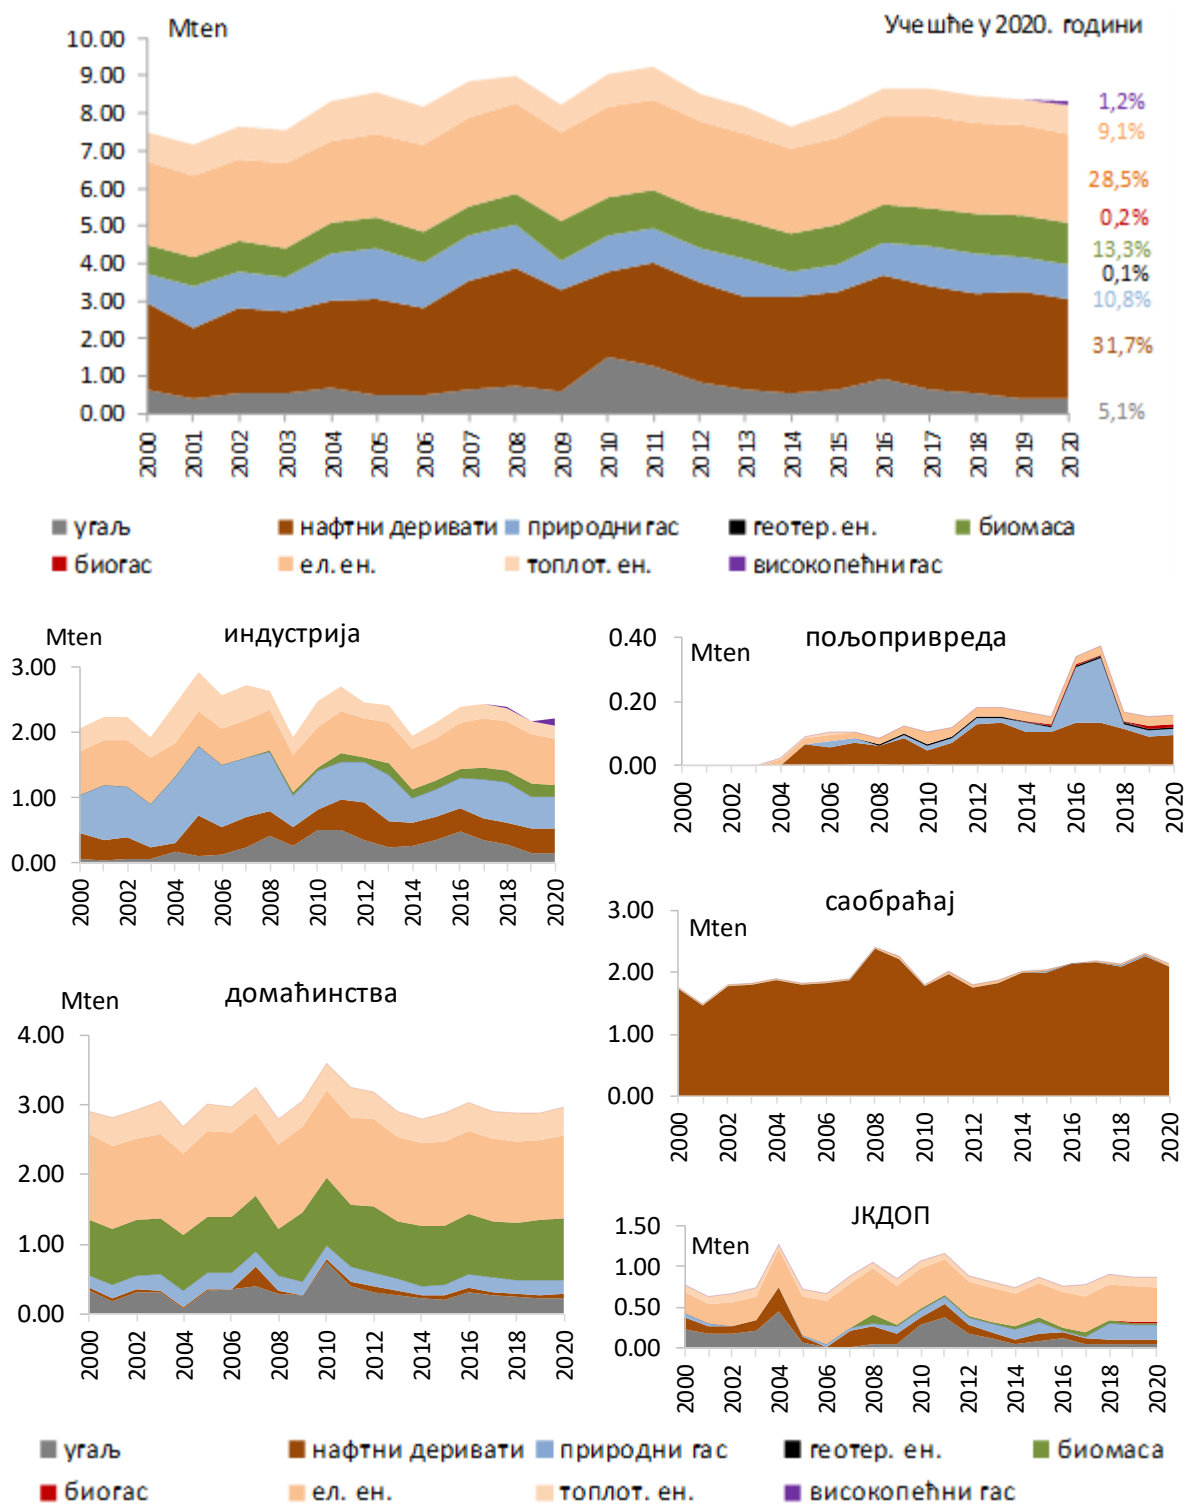 Mten
Учешће у 2020. години
10.00
9.00
8.00
7.00
6.00
5.00
4.00
3.00
2.00
1.00
0.00
1,2%
9,1%
28,5%
0,2%
13,3%
0,1%
10,8%
31,7%
5,1%
2000 2001 2002 2003 2004 2005 2006 2007 2008 2009 2010 2011 2012 2013 2014 2015 2016 2017 2018 2019 2020
угаљ нафтни деривати природни гас геотер. ен. биомаса
биогас ел. ен. топлот. ен. високопећни гас
индустрија
Mten
3.00
2.00
1.00
0.00
2000 2002 2004 2006 2008 2010 2012 2014 2016 2018 2020
пољопривреда
Mten
0.40
0.20
0.00
2000 2002 2004 2006 2008 2010 2012 2014 2016 2018 2020
саобраћај
Mten
3.00
2.00
1.00
0.00
2000 2002 2004 2006 2008 2010 2012 2014 2016 2018 2020
домаћинства
Mten
4.00
3.00
2.00
1.00
0.00
2000 2002 2004 2006 2008 2010 2012 2014 2016 2018 2020
ЈКДОП
Mten
1.50
1.00
0.50
0.00
2000 2002 2004 2006 2008 2010 2012 2014 2016 2018 2020
угаљ нафтни деривати природни гас геотер. ен. биомаса
биогас ел. ен. топлот. ен. високопећни гас